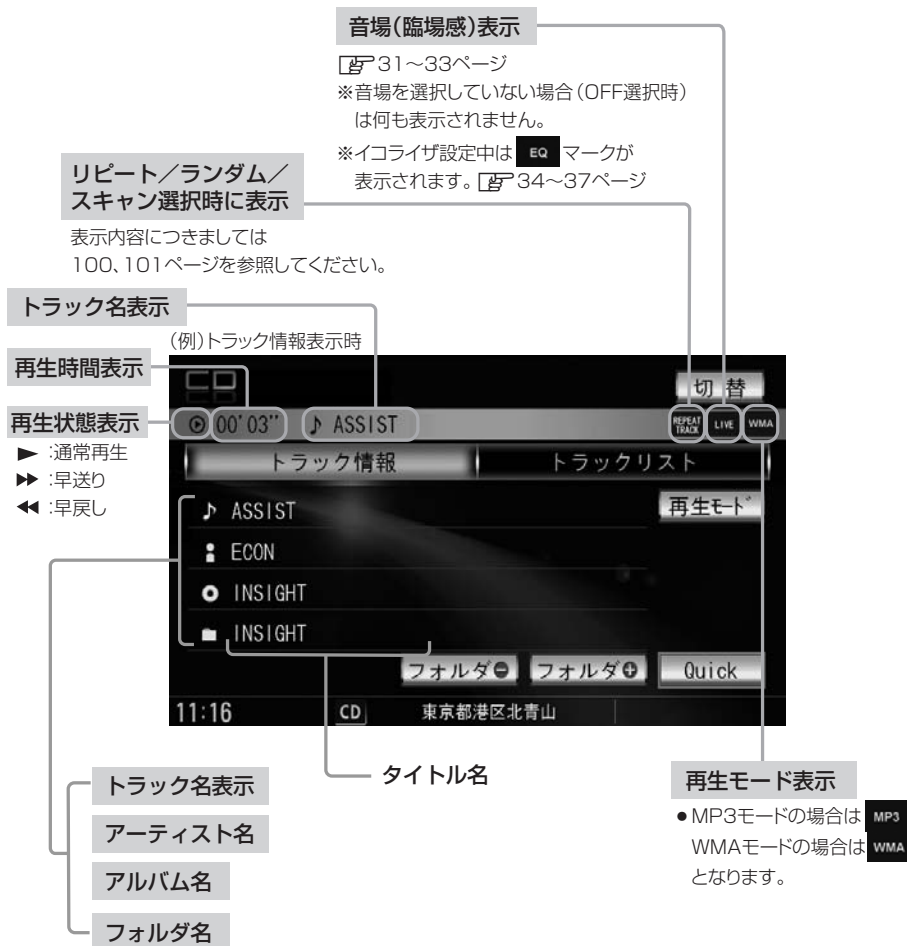 音場(臨場感)表示
31～33ページ
※音場を選択していない場合(OFF選択時)
は何も表示されません。
※イコライザ設定中は EQ マークが
表示されます。 34～37ページ
リピート／ランダム／
スキャン選択時に表示
表示内容につきましては
100、101ページを参照してください。
トラック名表示
(例)トラック情報表示時
再生時間表示
再生状態表示
▶ :通常再生
▶▶ :早送り
◀◀ :早戻し
CD
切 替
00'03" ♪ ASSIST
REPEAT TRACK LIVE WMA
トラック情報 トラックリスト
♪ ASSIST
再生ﾓｰﾄﾞ
ECON
INSIGHT
INSIGHT
フォルダ⊖ フォルダ⊕ Quick
11:16 CD 東京都港区北青山
タイトル名
トラック名表示
アーティスト名
アルバム名
フォルダ名
再生モード表示
●MP3モードの場合は MP3
WMAモードの場合は WMA
となります。